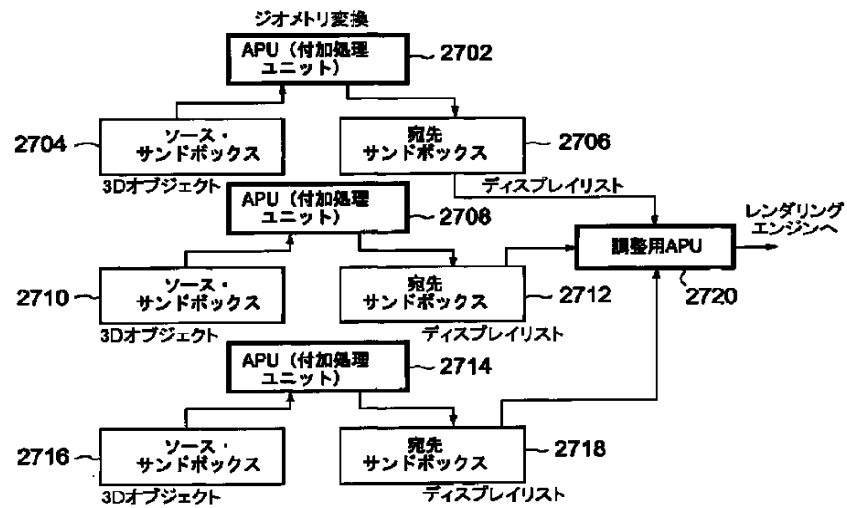 ジオメトリ変換
APU（付加処理
ユニット）
2702
2704
ソース・
サンドボックス
3Dオブジェクト
宛先
サンドボックス
2706
ディスプレイリスト
APU（付加処理
ユニット）
2708
2710
ソース・
サンドボックス
3Dオブジェクト
宛先
サンドボックス
2712
ディスプレイリスト
調整用APU
2720
レンダリング
エンジンへ
APU（付加処理
ユニット）
2714
2716
ソース・
サンドボックス
3Dオブジェクト
宛先
サンドボックス
2718
ディスプレイリスト